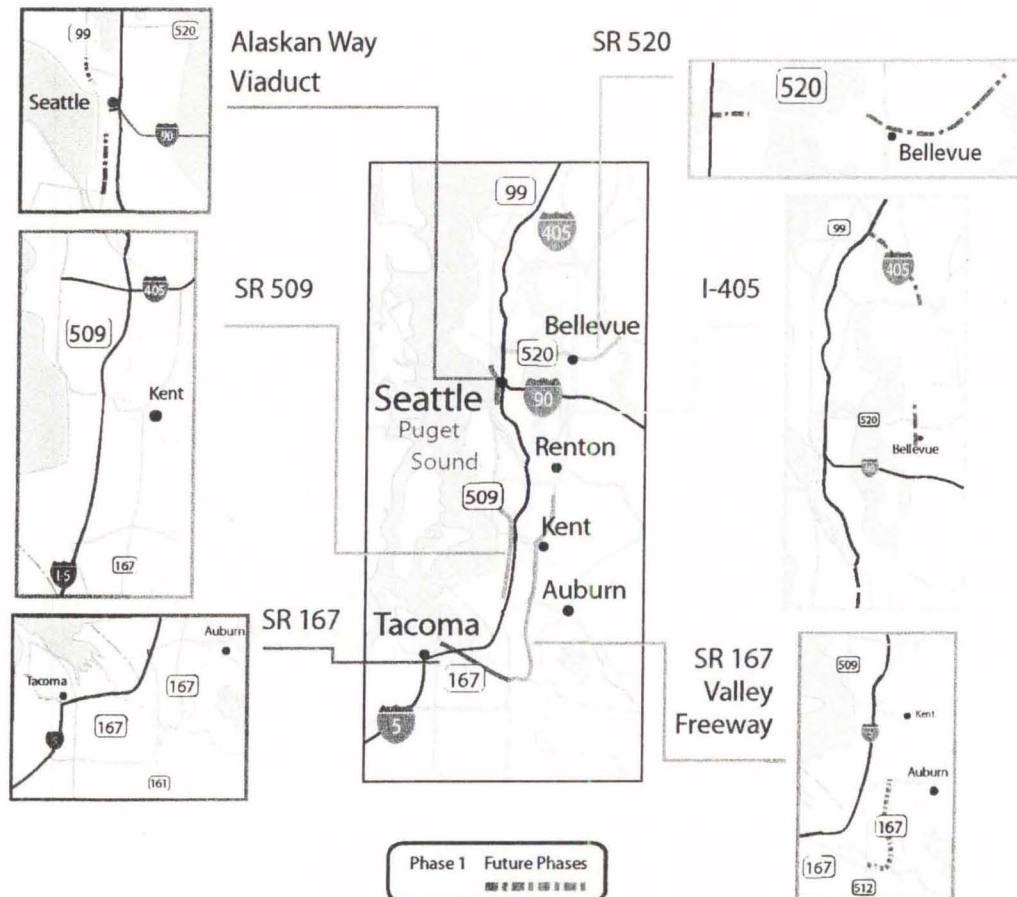 Alaskan Way
Viaduct
SR 520
99
520
Seattle
90
520
Bellevue
SR 509
405
509
Kent
167
I-5
99
405
Bellevue
520
Seattle
90
Puget
Sound
Renton
509
Kent
Auburn
Tacoma
167
5
I-405
99
405
520
Bellevue
SR 167
Auburn
Tacoma
167
167
161
SR 167
Valley
Freeway
509
Kent
Auburn
167
167
512
Phase 1 Future Phases